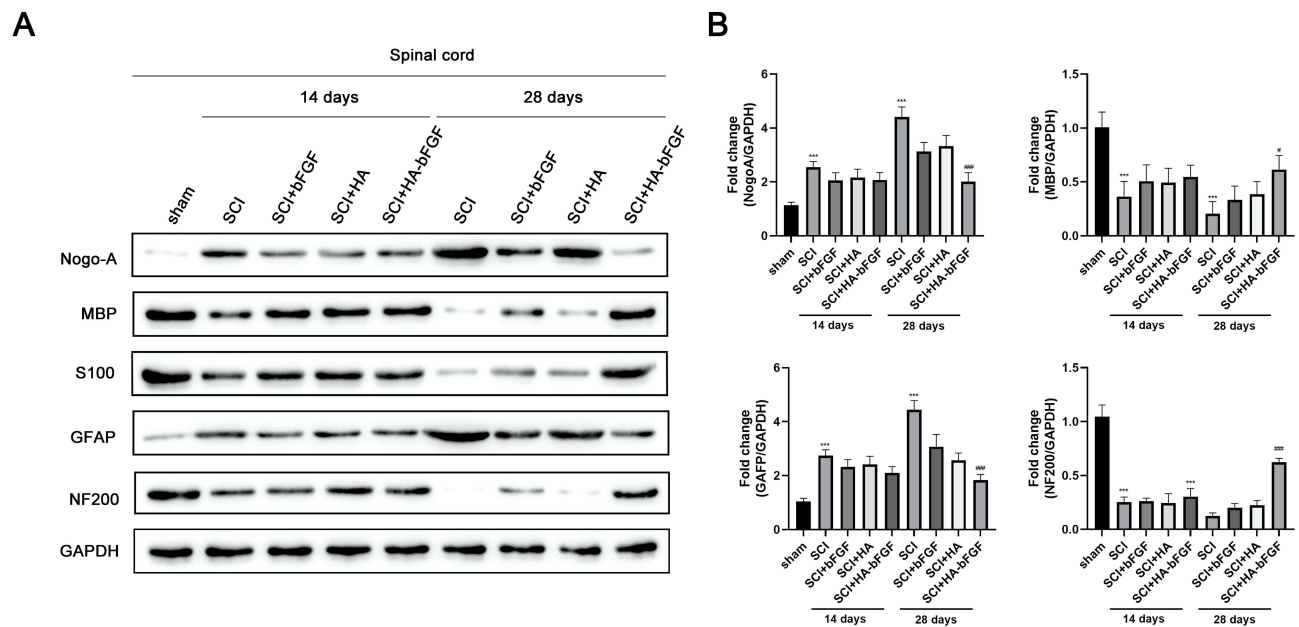 A
Spinal cord
14 days
28 days
sham
SCI
SCI+bFGF
SCI+HA
SCI+HA-bFGF
SCI
SCI+bFGF
SCI+HA
SCI+HA-bFGF
Nogo-A
MBP
S100
GFAP
NF200
GAPDH
B
Fold change
(NogoA/GAPDH)
6
4
2
0
***
***
###
sham
SCI
SCI+bFGF
SCI+HA
SCI+HA-bFGF
SCI
SCI+bFGF
SCI+HA
SCI+HA-bFGF
14 days
28 days
Fold change
(MBP/GAPDH)
1.5
1.0
0.5
0.0
***
***
#
sham
SCI
SCI+bFGF
SCI+HA
SCI+HA-bFGF
SCI
SCI+bFGF
SCI+HA
SCI+HA-bFGF
14 days
28 days
Fold change
(GAFP/GAPDH)
6
4
2
0
***
***
###
sham
SCI
SCI+bFGF
SCI+HA
SCI+HA-bFGF
SCI
SCI+bFGF
SCI+HA
SCI+HA-bFGF
14 days
28 days
Fold change
(NF200/GAPDH)
1.5
1.0
0.5
0.0
***
***
###
sham
SCI
SCI+bFGF
SCI+HA
SCI+HA-bFGF
SCI
SCI+bFGF
SCI+HA
SCI+HA-bFGF
14 days
28 days